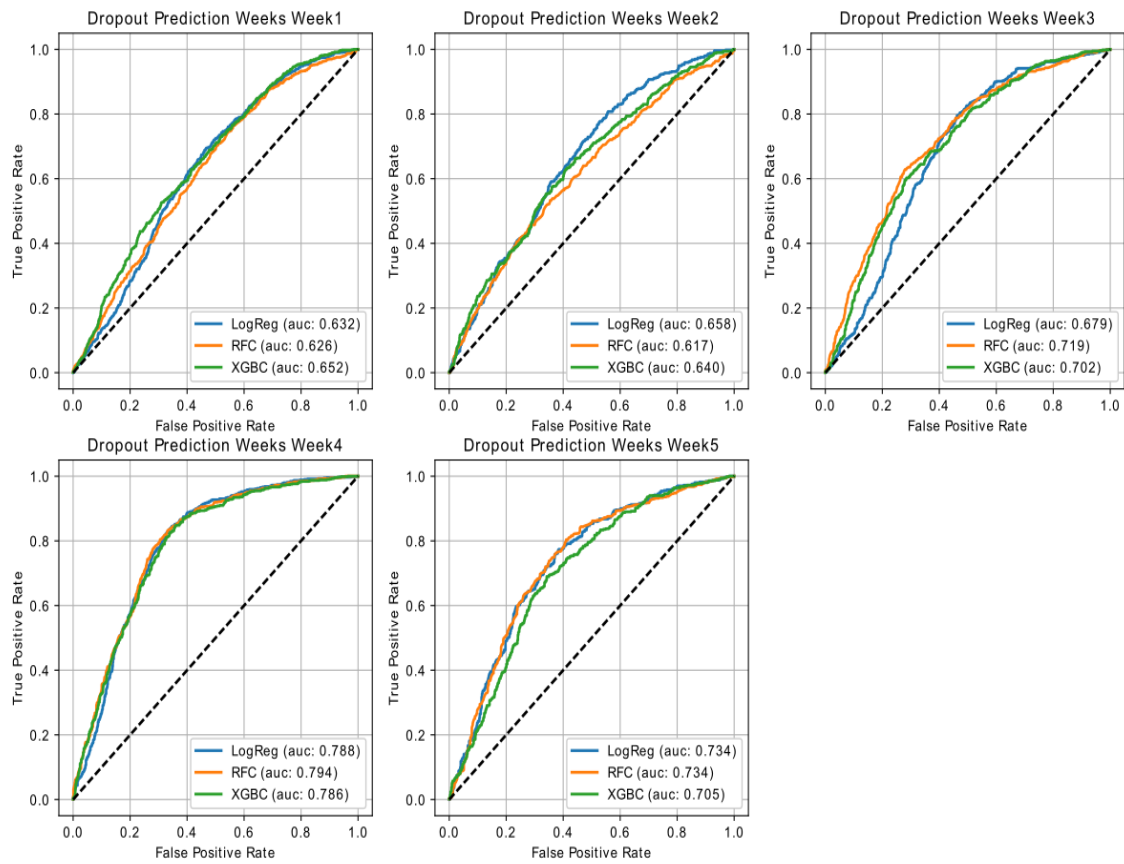 Dropout Prediction Weeks Week1
True Positive Rate
1.0
0.8
0.6
0.4
0.2
0.0
LogReg (auc: 0.632)
RFC (auc: 0.626)
XGBC (auc: 0.652)
0.0 0.2 0.4 0.6 0.8 1.0
False Positive Rate
Dropout Prediction Weeks Week2
True Positive Rate
1.0
0.8
0.6
0.4
0.2
0.0
LogReg (auc: 0.658)
RFC (auc: 0.617)
XGBC (auc: 0.640)
0.0 0.2 0.4 0.6 0.8 1.0
False Positive Rate
Dropout Prediction Weeks Week3
True Positive Rate
1.0
0.8
0.6
0.4
0.2
0.0
LogReg (auc: 0.679)
RFC (auc: 0.719)
XGBC (auc: 0.702)
0.0 0.2 0.4 0.6 0.8 1.0
False Positive Rate
Dropout Prediction Weeks Week4
True Positive Rate
1.0
0.8
0.6
0.4
0.2
0.0
LogReg (auc: 0.788)
RFC (auc: 0.794)
XGBC (auc: 0.786)
0.0 0.2 0.4 0.6 0.8 1.0
False Positive Rate
Dropout Prediction Weeks Week5
True Positive Rate
1.0
0.8
0.6
0.4
0.2
0.0
LogReg (auc: 0.734)
RFC (auc: 0.734)
XGBC (auc: 0.705)
0.0 0.2 0.4 0.6 0.8 1.0
False Positive Rate